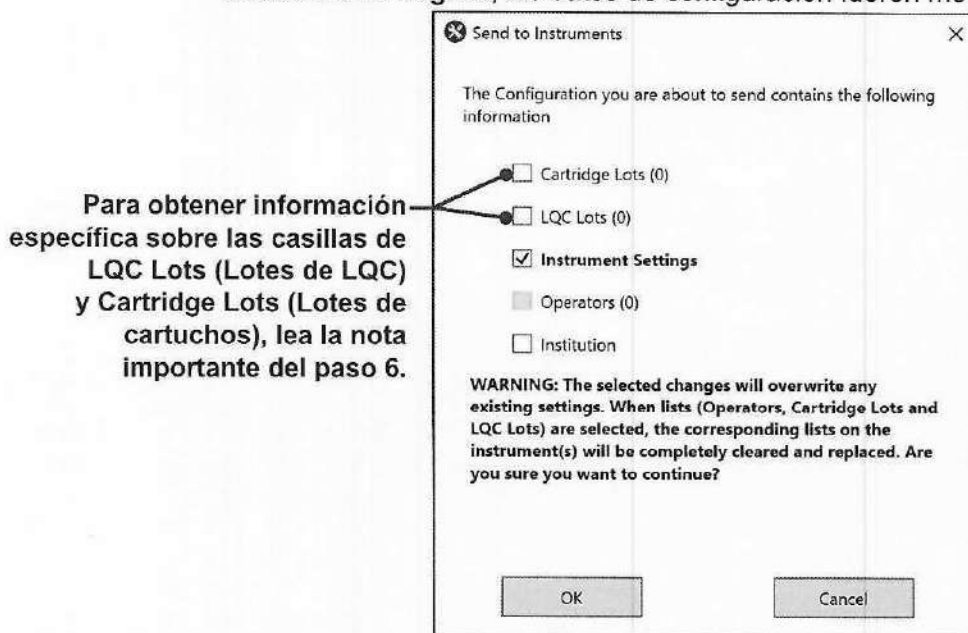 Send to Instruments
The Configuration you are about to send contains the following
information
Cartridge Lots (0)
LQC Lots (0)
Instrument Settings
Operators (0)
Institution
WARNING: The selected changes will overwrite any
existing settings. When lists (Operators, Cartridge Lots and
LQC Lots) are selected, the corresponding lists on the
instrument(s) will be completely cleared and replaced. Are
you sure you want to continue?
OK
Cancel
Para obtener información
específica sobre las casillas de
LQC Lots (Lotes de LQC)
y Cartridge Lots (Lotes de
cartuchos), lea la nota
importante del paso 6.